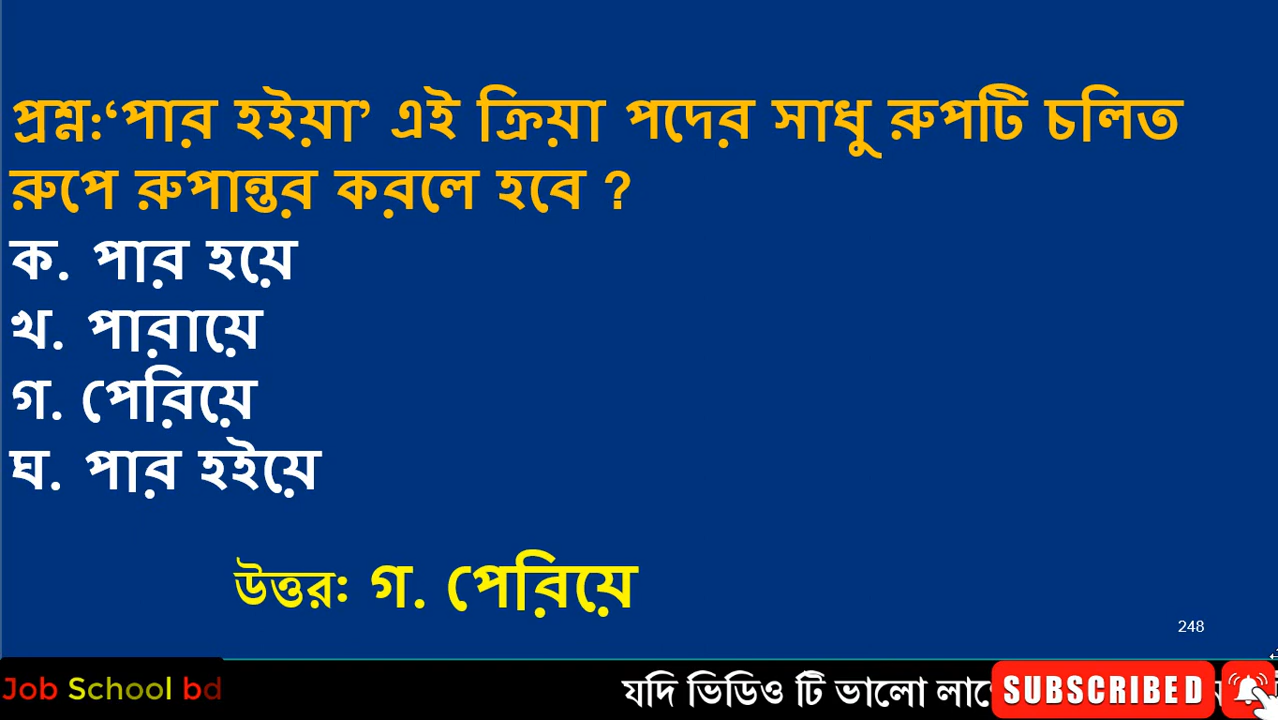 প্রশ্ন:‘পার হইয়া’ এই ক্রিয়া পদের সাধু রুপটি চলিত
রুপে রুপান্তর করলে হবে ?
ক. পার হয়ে
খ. পারায়ে
গ. পেরিয়ে
ঘ. পার হইয়ে
উত্তরঃ গ. পেরিয়ে
248
Job School bd
যদি ভিডিও টি ভালো
SUBSCRIBED